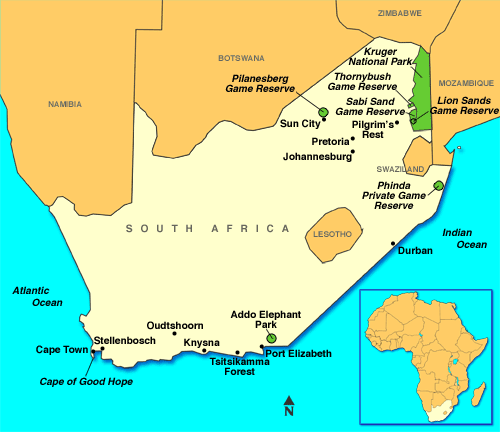 ZIMBABWE
Kruger
National Park
BOTSWANA
Pilanesberg
Game Reserve
Thornybush
Game Reserve
MOZAMBIQUE
NAMIBIA
Sabi Sand
Game Reserve
Lion Sands
Game Reserve
Sun City
Pilgrim's
Rest
Pretoria
Johannesburg
SWAZILAND
Phinda
Private Game
Reserve
SOUTH AFRICA
LESOTHO
Indian
Ocean
Durban
Atlantic
Ocean
Addo Elephant
Park
Oudtshoorn
Stellenbosch
Knysna
Cape Town
Port Elizabeth
Tsitsikamma
Forest
Cape of Good Hope
N